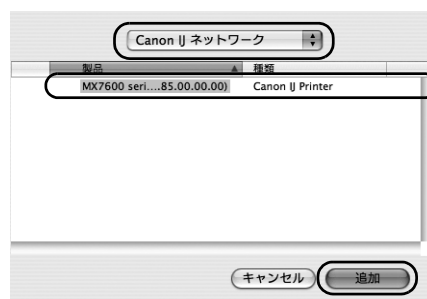 Canon IJ ネットワーク
製品 種類
MX7600 seri....85.00.00.00) Canon IJ Printer
キャンセル 追加